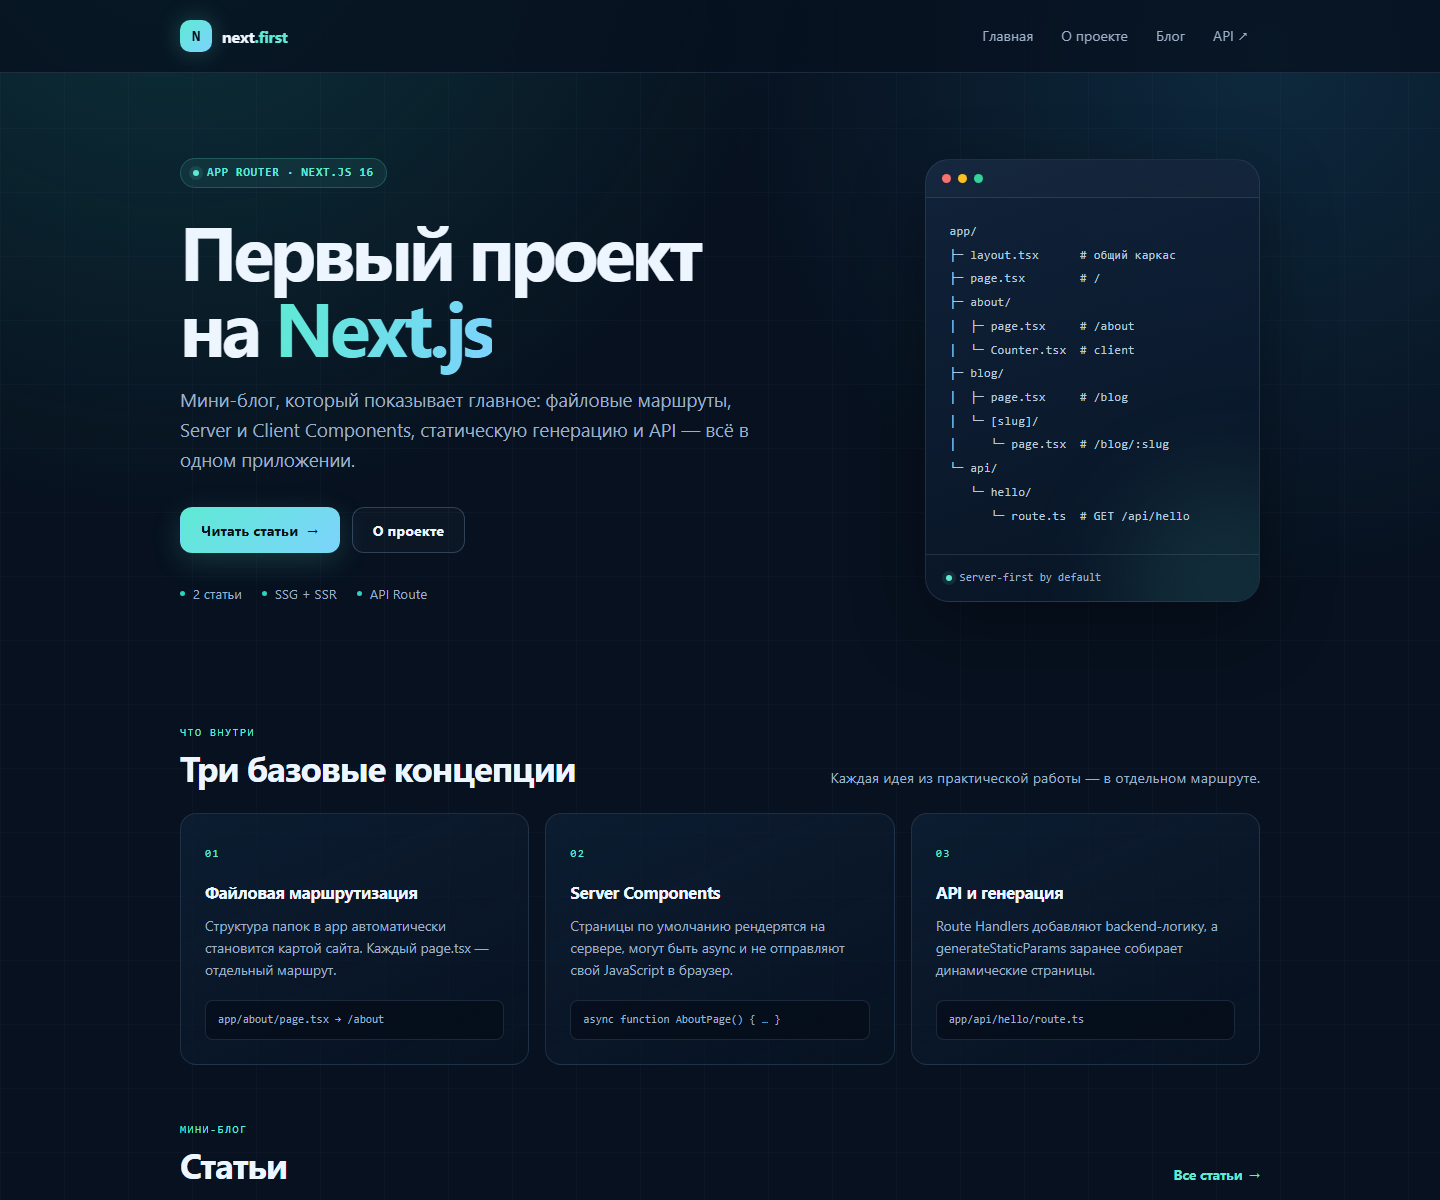 N next.first
Главная О проекте Блог API ↗
APP ROUTER · NEXT.JS 16
Первый проект
на Next.js
Мини-блог, который показывает главное: файловые маршруты,
Server и Client Components, статическую генерацию и API — всё в
одном приложении.
Читать статьи → О проекте
2 статьи SSG + SSR API Route
app/
├─ layout.tsx      # общий каркас
├─ page.tsx        # /
├─ about/
│  ├─ page.tsx     # /about
│  └─ Counter.tsx  # client
├─ blog/
│  ├─ page.tsx     # /blog
│  └─ [slug]/
│     └─ page.tsx  # /blog/:slug
└─ api/
   └─ hello/
      └─ route.ts  # GET /api/hello
Server-first by default
ЧТО ВНУТРИ
Три базовые концепции
Каждая идея из практической работы — в отдельном маршруте.
01
Файловая маршрутизация
Структура папок в app автоматически
становится картой сайта. Каждый page.tsx —
отдельный маршрут.
app/about/page.tsx → /about
02
Server Components
Страницы по умолчанию рендерятся на
сервере, могут быть async и не отправляют
свой JavaScript в браузер.
async function AboutPage() { … }
03
API и генерация
Route Handlers добавляют backend-логику, а
generateStaticParams заранее собирает
динамические страницы.
app/api/hello/route.ts
МИНИ-БЛОГ
Статьи
Все статьи →